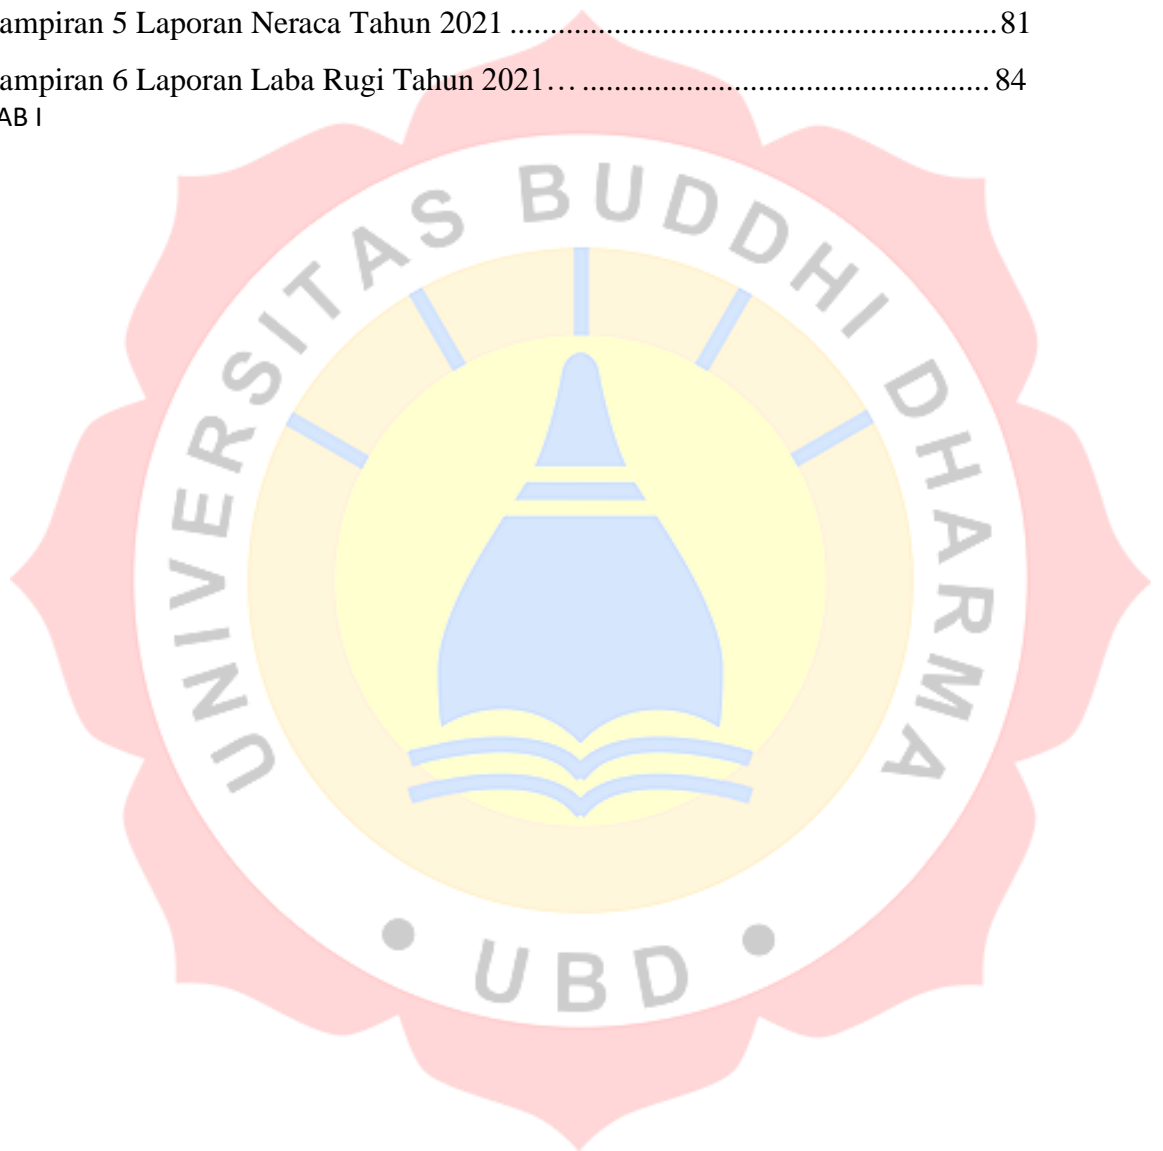 ampiran 5 Laporan Neraca Tahun 2021 ............................................................ 81
ampiran 6 Laporan Laba Rugi Tahun 2021… .................................................. 84
AB I
UNIVERSITAS BUDDHI DHARMA
• UBD •